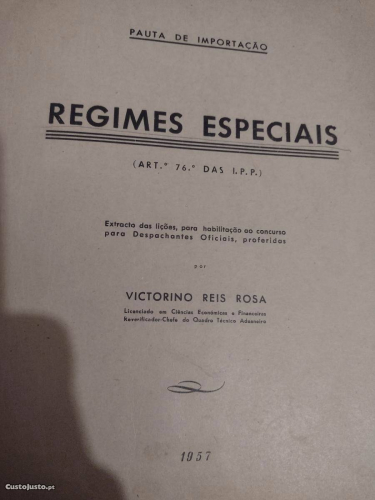 PAUTA DE IMPORTAÇÃO
REGIMES ESPECIAIS
(ART.º 76.º DAS I.P.P.)
Extracto das lições, para habilitação ao concurso
para Despachantes Oficiais, proferidas
por
VICTORINO REIS ROSA
Licenciado em Ciências Económicas e Financeiras
Reverificador-Chefe do Quadro Técnico Aduaneiro
1957
CustoJusto.pt